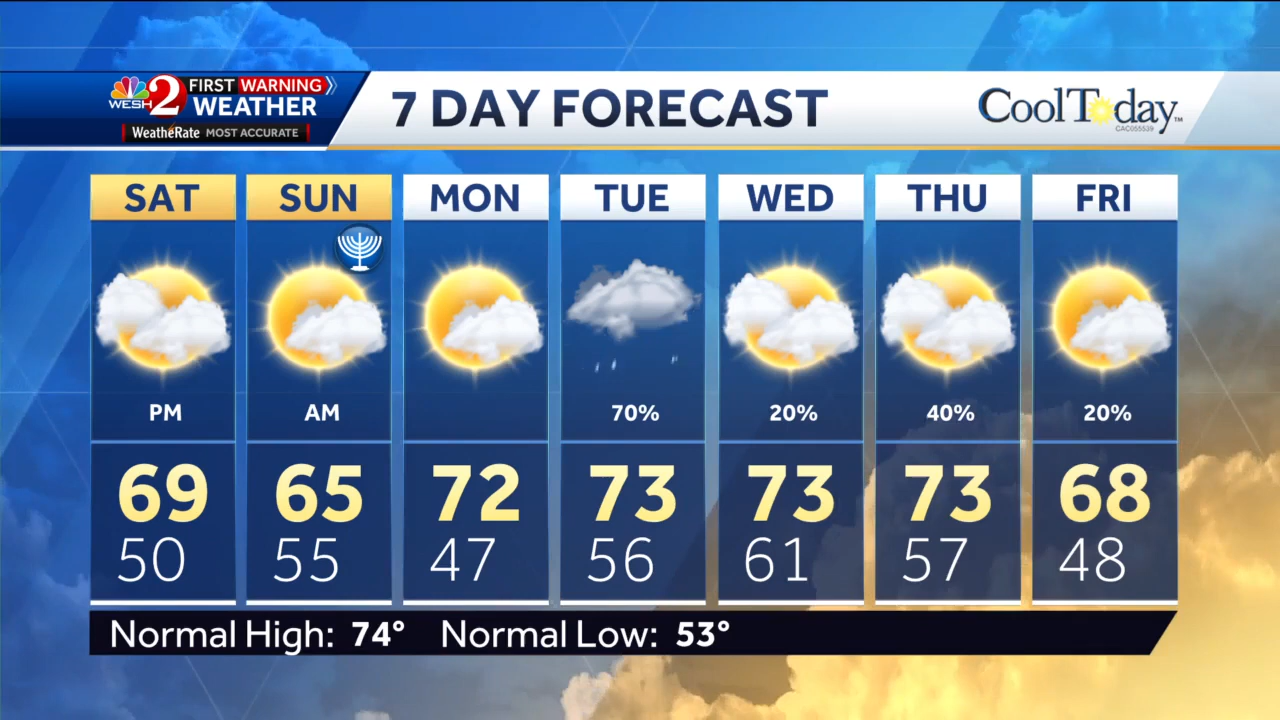 WESH 2 FIRST WARNING WEATHER
WeatheRate MOST ACCURATE
7 DAY FORECAST
CoolToday™
CAC055539
SAT SUN MON TUE WED THU FRI
PM AM 70% 20% 40% 20%
69 65 72 73 73 73 68
50 55 47 56 61 57 48
Normal High: 74° Normal Low: 53°